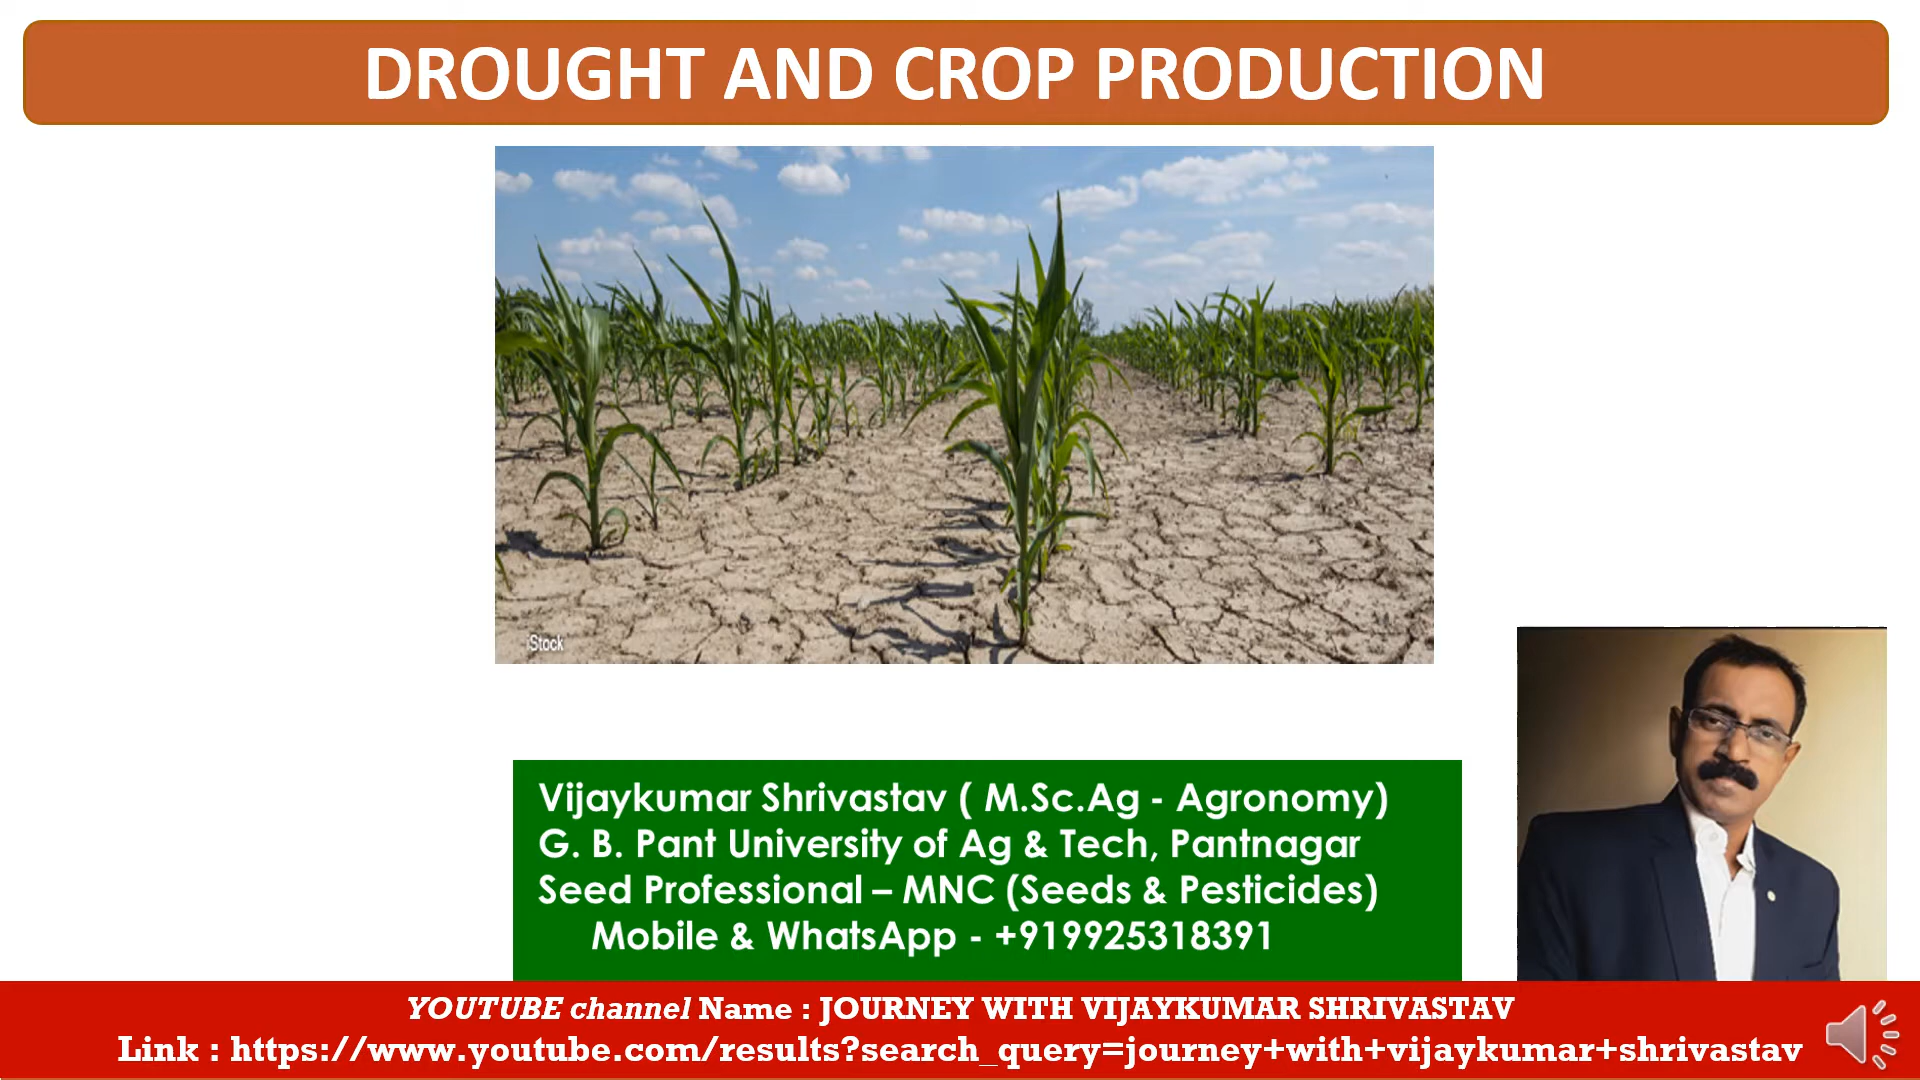 DROUGHT AND CROP PRODUCTION
iStock
Vijaykumar Shrivastav ( M.Sc.Ag - Agronomy)
G. B. Pant University of Ag & Tech, Pantnagar
Seed Professional – MNC (Seeds & Pesticides)
Mobile & WhatsApp - +919925318391
YOUTUBE channel Name : JOURNEY WITH VIJAYKUMAR SHRIVASTAV
Link : https://www.youtube.com/results?search_query=journey+with+vijaykumar+shrivastav